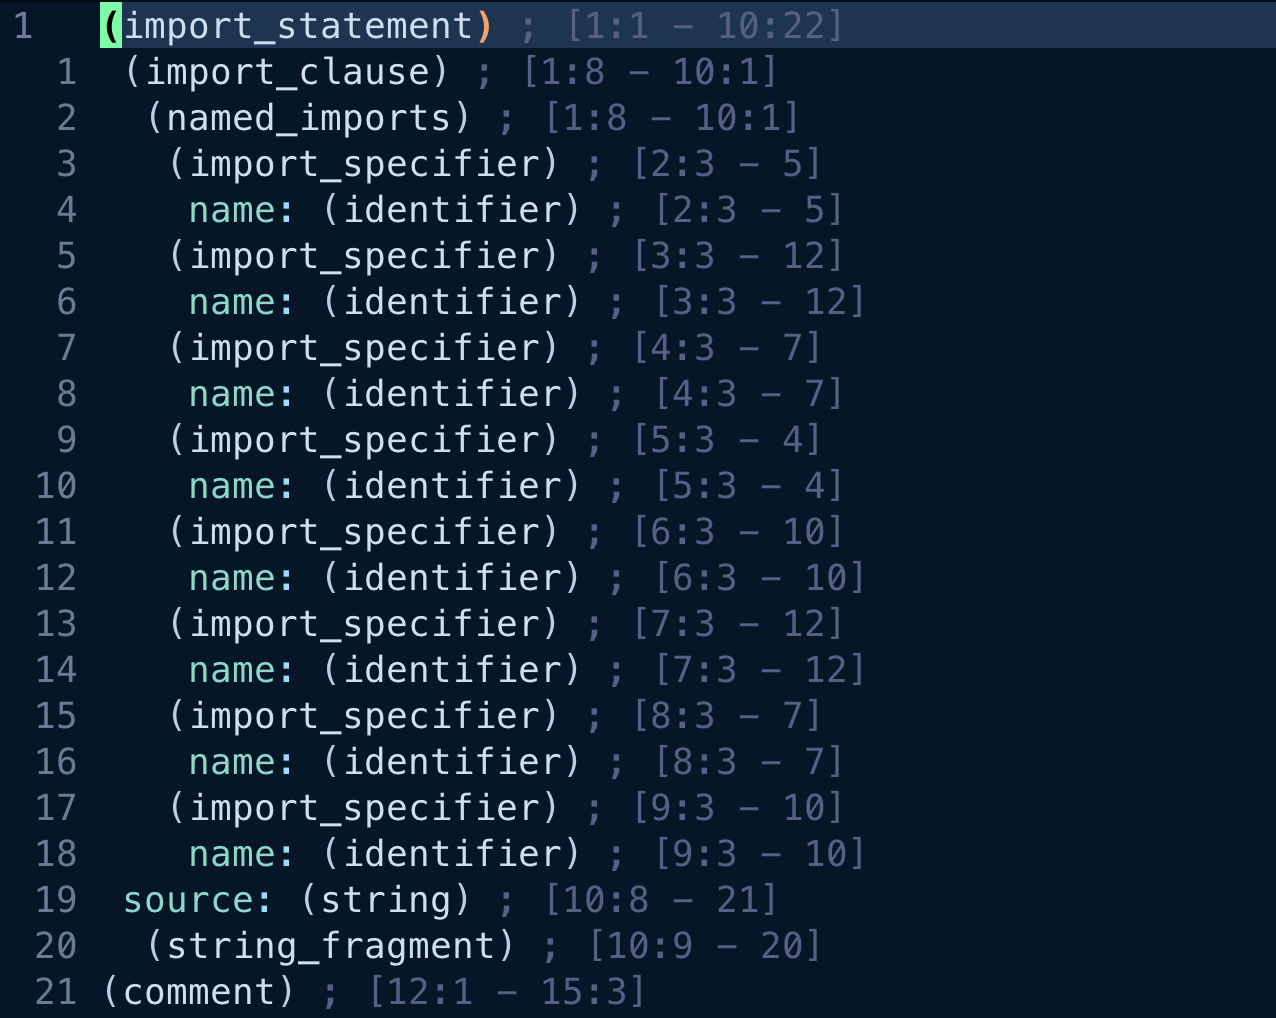 1 (import_statement) ; [1:1 - 10:22]
1 (import_clause) ; [1:8 - 10:1]
2 (named_imports) ; [1:8 - 10:1]
3 (import_specifier) ; [2:3 - 5]
4 name: (identifier) ; [2:3 - 5]
5 (import_specifier) ; [3:3 - 12]
6 name: (identifier) ; [3:3 - 12]
7 (import_specifier) ; [4:3 - 7]
8 name: (identifier) ; [4:3 - 7]
9 (import_specifier) ; [5:3 - 4]
10 name: (identifier) ; [5:3 - 4]
11 (import_specifier) ; [6:3 - 10]
12 name: (identifier) ; [6:3 - 10]
13 (import_specifier) ; [7:3 - 12]
14 name: (identifier) ; [7:3 - 12]
15 (import_specifier) ; [8:3 - 7]
16 name: (identifier) ; [8:3 - 7]
17 (import_specifier) ; [9:3 - 10]
18 name: (identifier) ; [9:3 - 10]
19 source: (string) ; [10:8 - 21]
20 (string_fragment) ; [10:9 - 20]
21 (comment) ; [12:1 - 15:3]